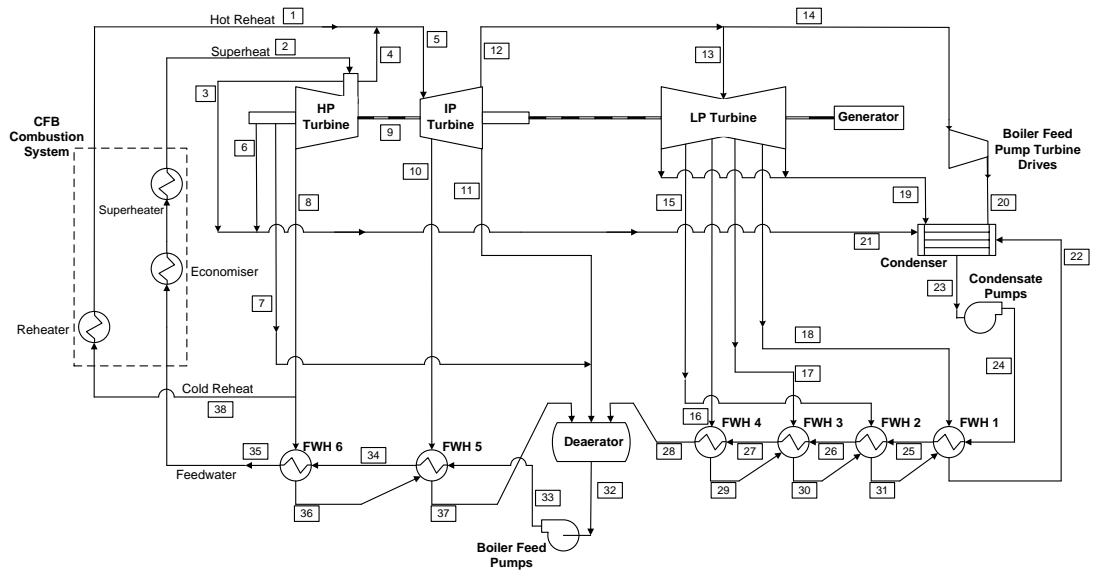 Hot Reheat
1
14
Superheat
2
4
5
12
13
3
HP
Turbine
IP
Turbine
LP Turbine
Generator
CFB
Combustion
System
9
6
Boiler Feed
Pump Turbine
Drives
10
11
8
15
19
20
Superheater
21
22
Condenser
Economiser
Condensate
Pumps
23
7
Reheater
18
24
17
Cold Reheat
38
16
FWH 6
FWH 5
Deaerator
FWH 4
FWH 3
FWH 2
FWH 1
35
34
28
27
26
25
Feedwater
33
32
29
30
31
36
37
Boiler Feed
Pumps